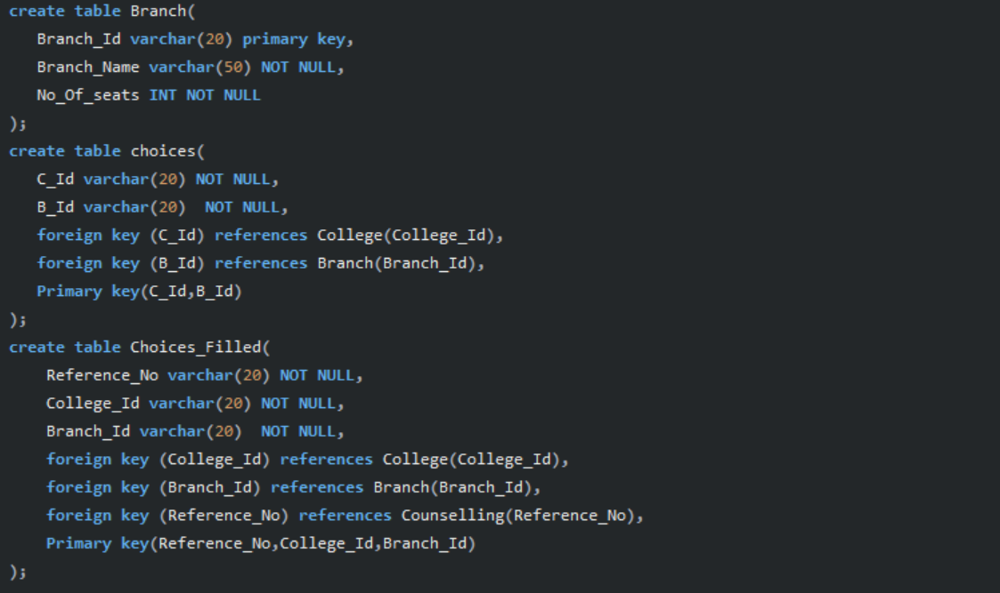 create table Branch(
   Branch_Id varchar(20) primary key,
   Branch_Name varchar(50) NOT NULL,
   No_Of_seats INT NOT NULL
);
create table choices(
   C_Id varchar(20) NOT NULL,
   B_Id varchar(20)  NOT NULL,
   foreign key (C_Id) references College(College_Id),
   foreign key (B_Id) references Branch(Branch_Id),
   Primary key(C_Id,B_Id)
);
create table Choices_Filled(
    Reference_No varchar(20) NOT NULL,
    College_Id varchar(20) NOT NULL,
    Branch_Id varchar(20)  NOT NULL,
    foreign key (College_Id) references College(College_Id),
    foreign key (Branch_Id) references Branch(Branch_Id),
    foreign key (Reference_No) references Counselling(Reference_No),
    Primary key(Reference_No,College_Id,Branch_Id)
);